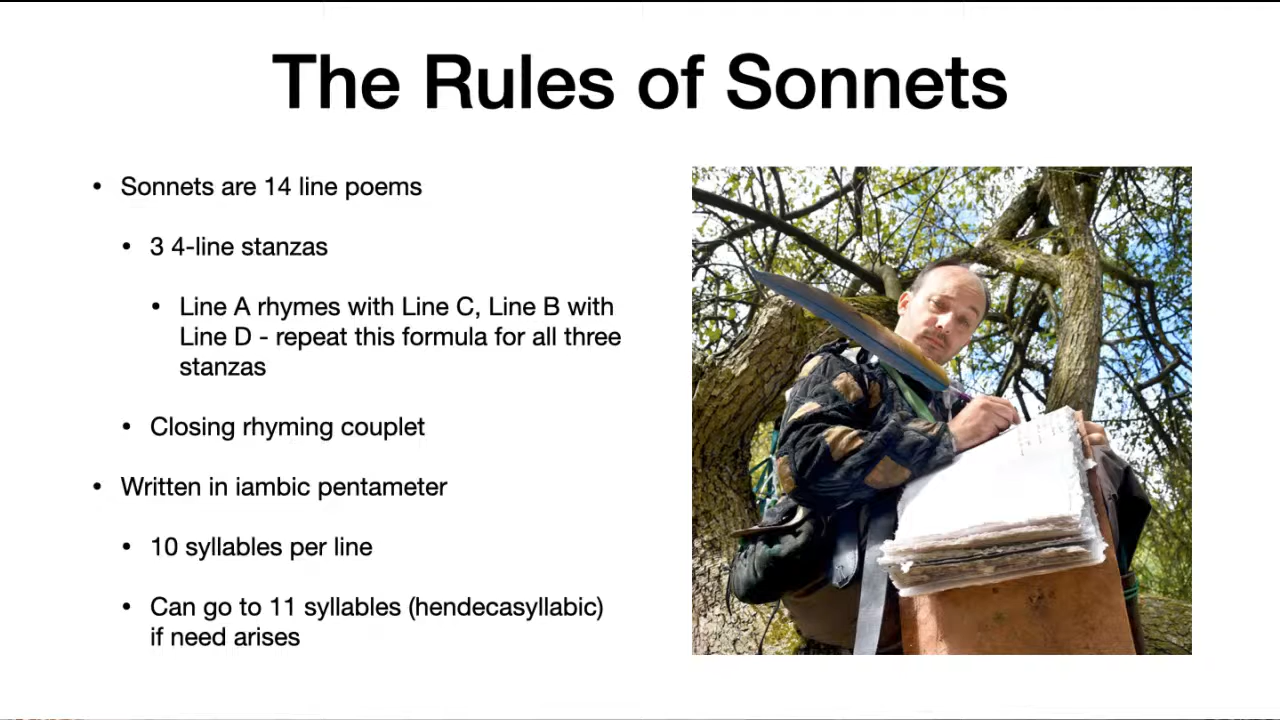 The Rules of Sonnets
• Sonnets are 14 line poems
• 3 4-line stanzas
• Line A rhymes with Line C, Line B with
Line D - repeat this formula for all three
stanzas
• Closing rhyming couplet
• Written in iambic pentameter
• 10 syllables per line
• Can go to 11 syllables (hendecasyllabic)
if need arises